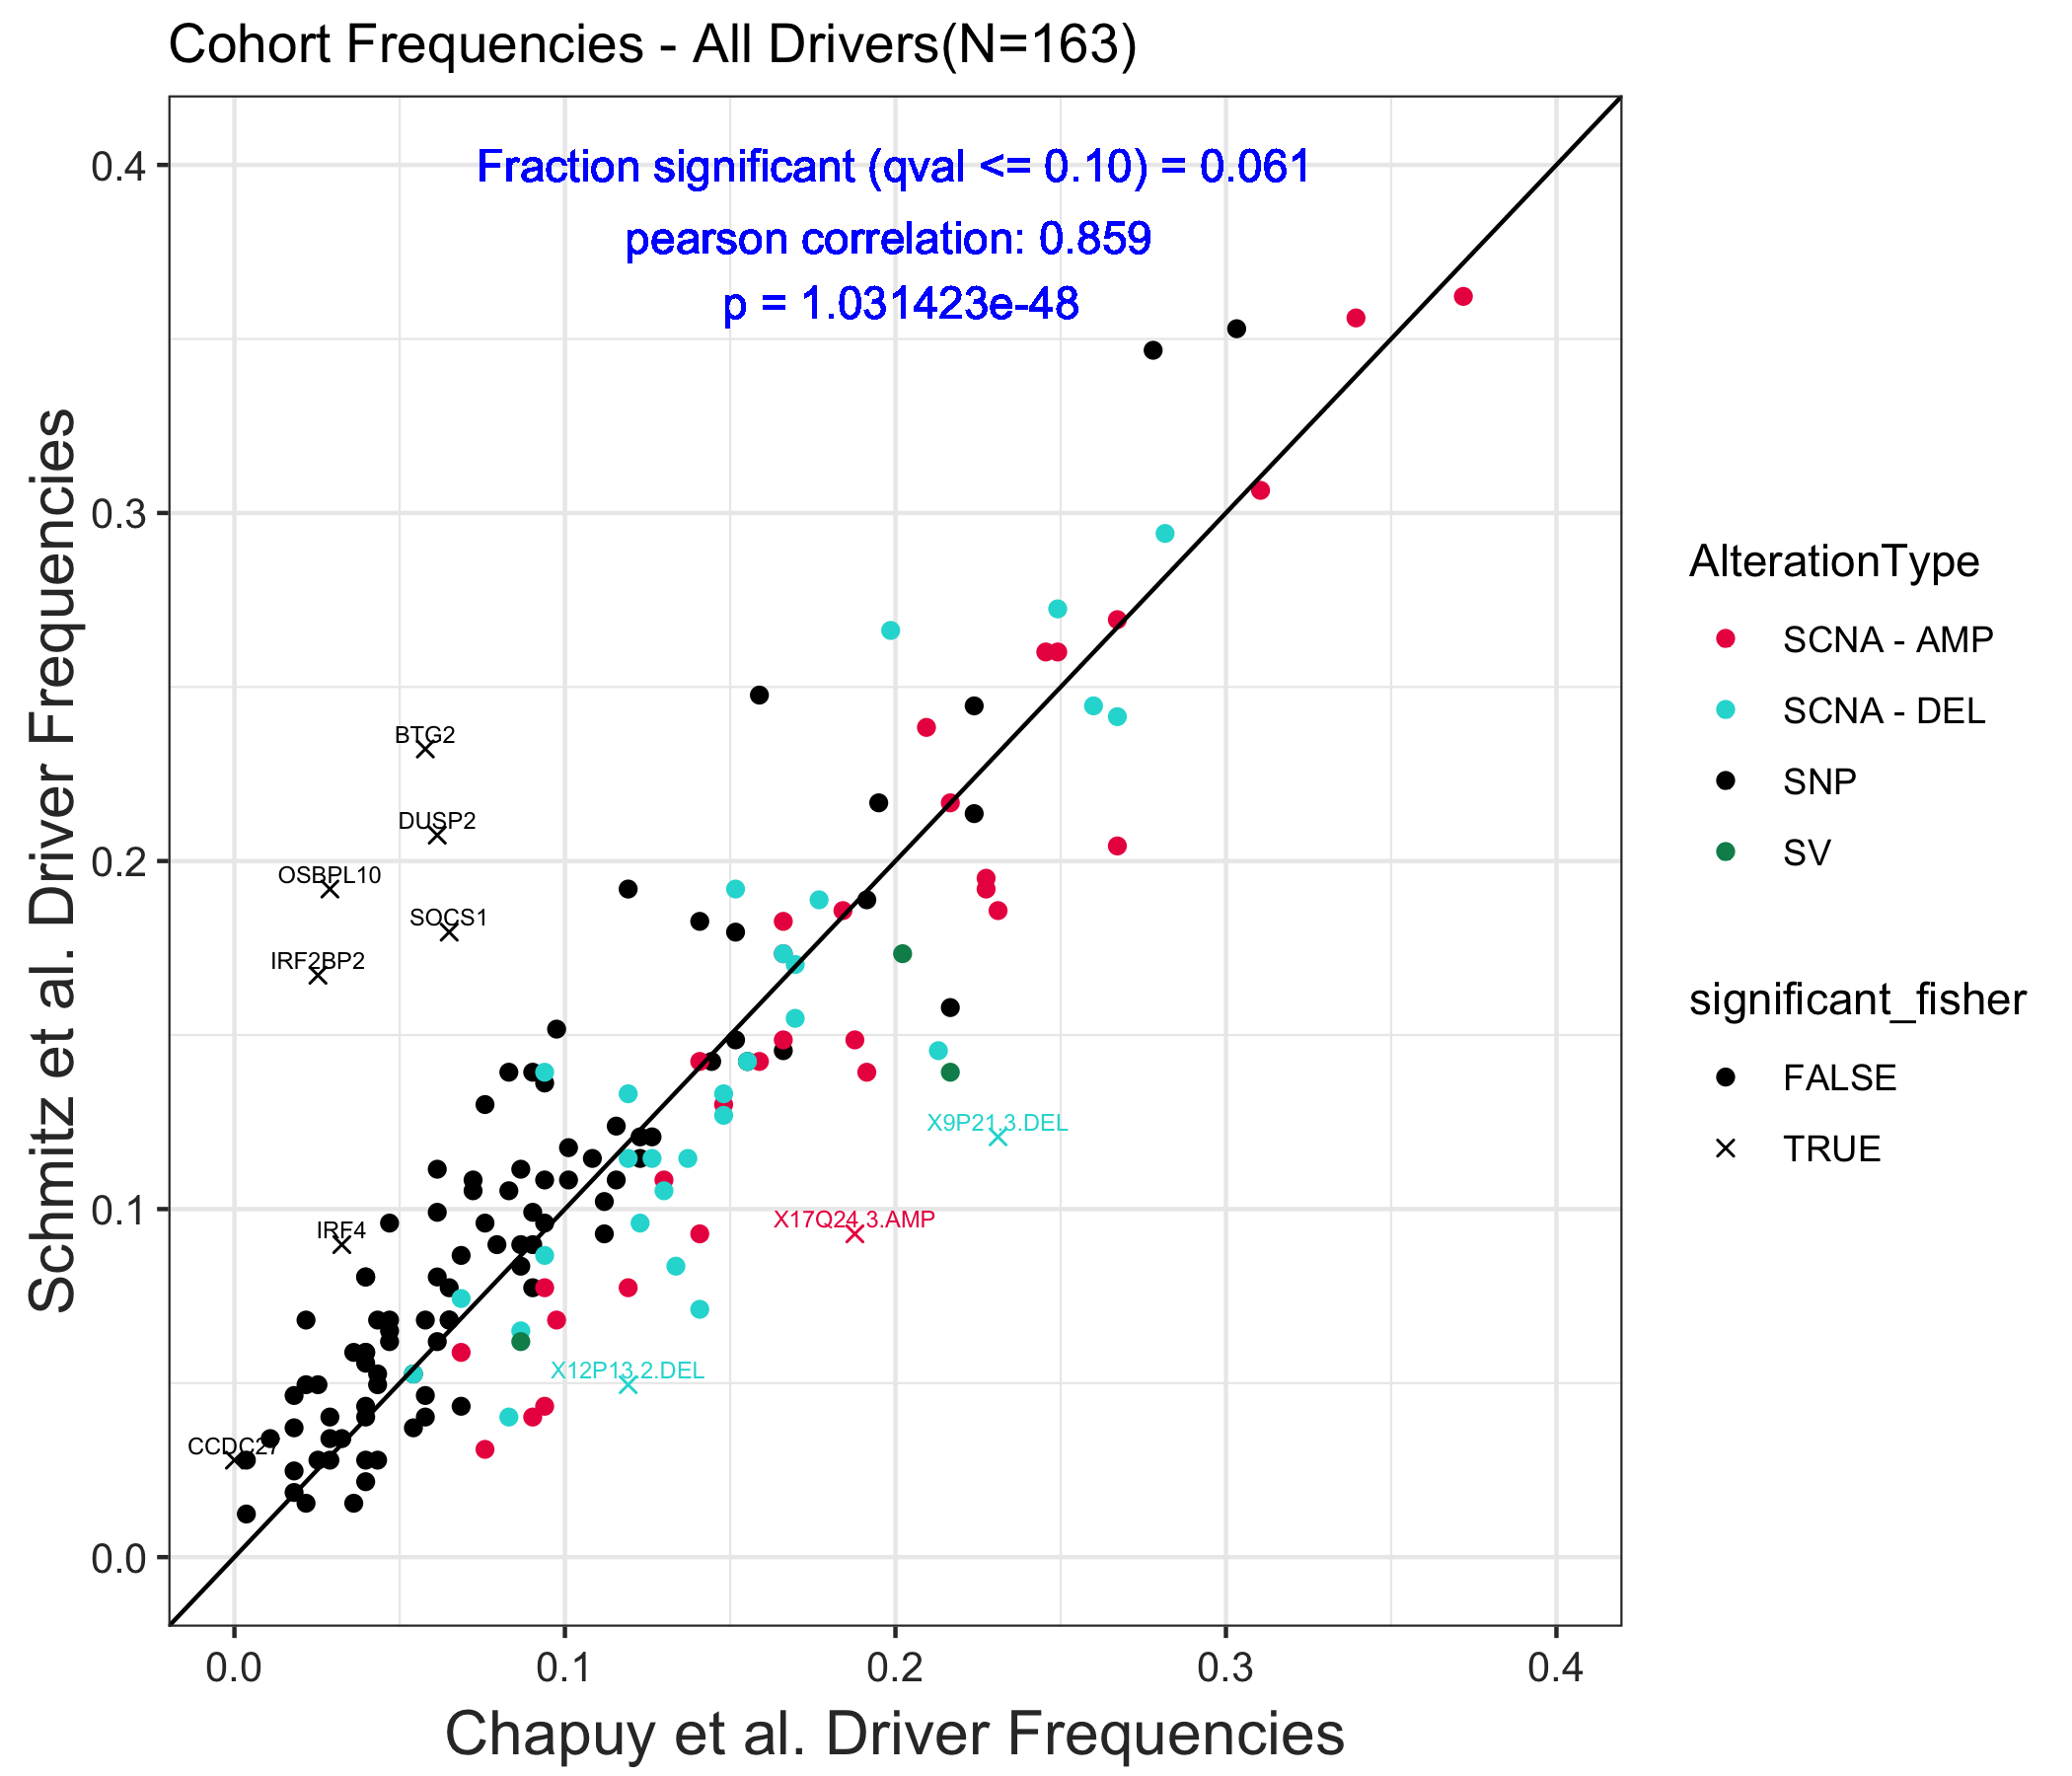 Cohort Frequencies - All Drivers(N=163)
Fraction significant (qval <= 0.10) = 0.061
pearson correlation: 0.859
p = 1.031423e-48
Schmitz et al. Driver Frequencies
0.4
0.3
0.2
0.1
0.0
BTG2
DUSP2
OSBPL10
SOCS1
IRF2BP2
X9P21.3.DEL
X17Q24.3.AMP
IRF4
X12P13.2.DEL
CCDC27
0.0
0.1
0.2
0.3
0.4
Chapuy et al. Driver Frequencies
AlterationType
SCNA - AMP
SCNA - DEL
SNP
SV
significant_fisher
FALSE
TRUE